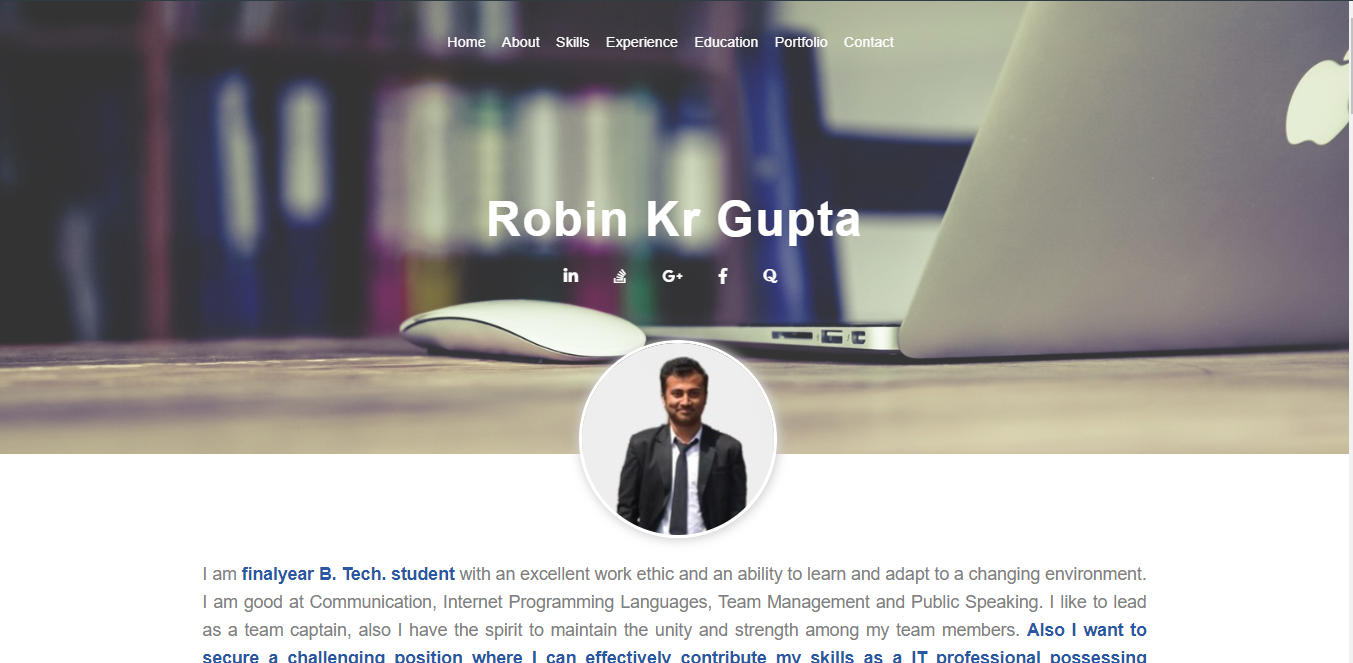 Home About Skills Experience Education Portfolio Contact
Robin Kr Gupta
I am finalyear B. Tech. student with an excellent work ethic and an ability to learn and adapt to a changing environment.
I am good at Communication, Internet Programming Languages, Team Management and Public Speaking. I like to lead
as a team captain, also I have the spirit to maintain the unity and strength among my team members. Also I want to
secure a challenging position where I can effectively contribute my skills as a IT professional possessing